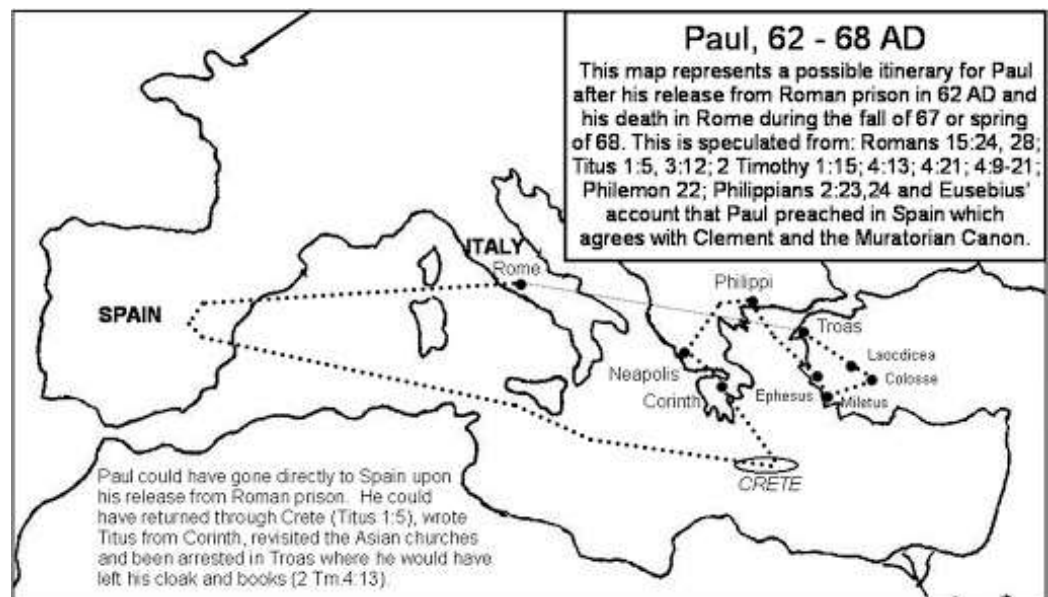 Paul, 62 - 68 AD
This map represents a possible itinerary for Paul
after his release from Roman prison in 62 AD and
his death in Rome during the fall of 67 or spring
of 68. This is speculated from: Romans 15:24, 28;
Titus 1:5, 3:12; 2 Timothy 1:15; 4:13; 4:21; 4:9-21;
Philemon 22; Philippians 2:23,24 and Eusebius'
account that Paul preached in Spain which
agrees with Clement and the Muratorian Canon.
ITALY
Rome
Philippi
SPAIN
Troas
Laocdicea
Neapolis
Colosse
Corinth
Ephesus
Miletus
CRETE
Paul could have gone directly to Spain upon
his release from Roman prison. He could
have returned through Crete (Titus 1:5), wrote
Titus from Corinth, revisited the Asian churches
and been arrested in Troas where he would have
left his cloak and books (2 Tm.4:13).